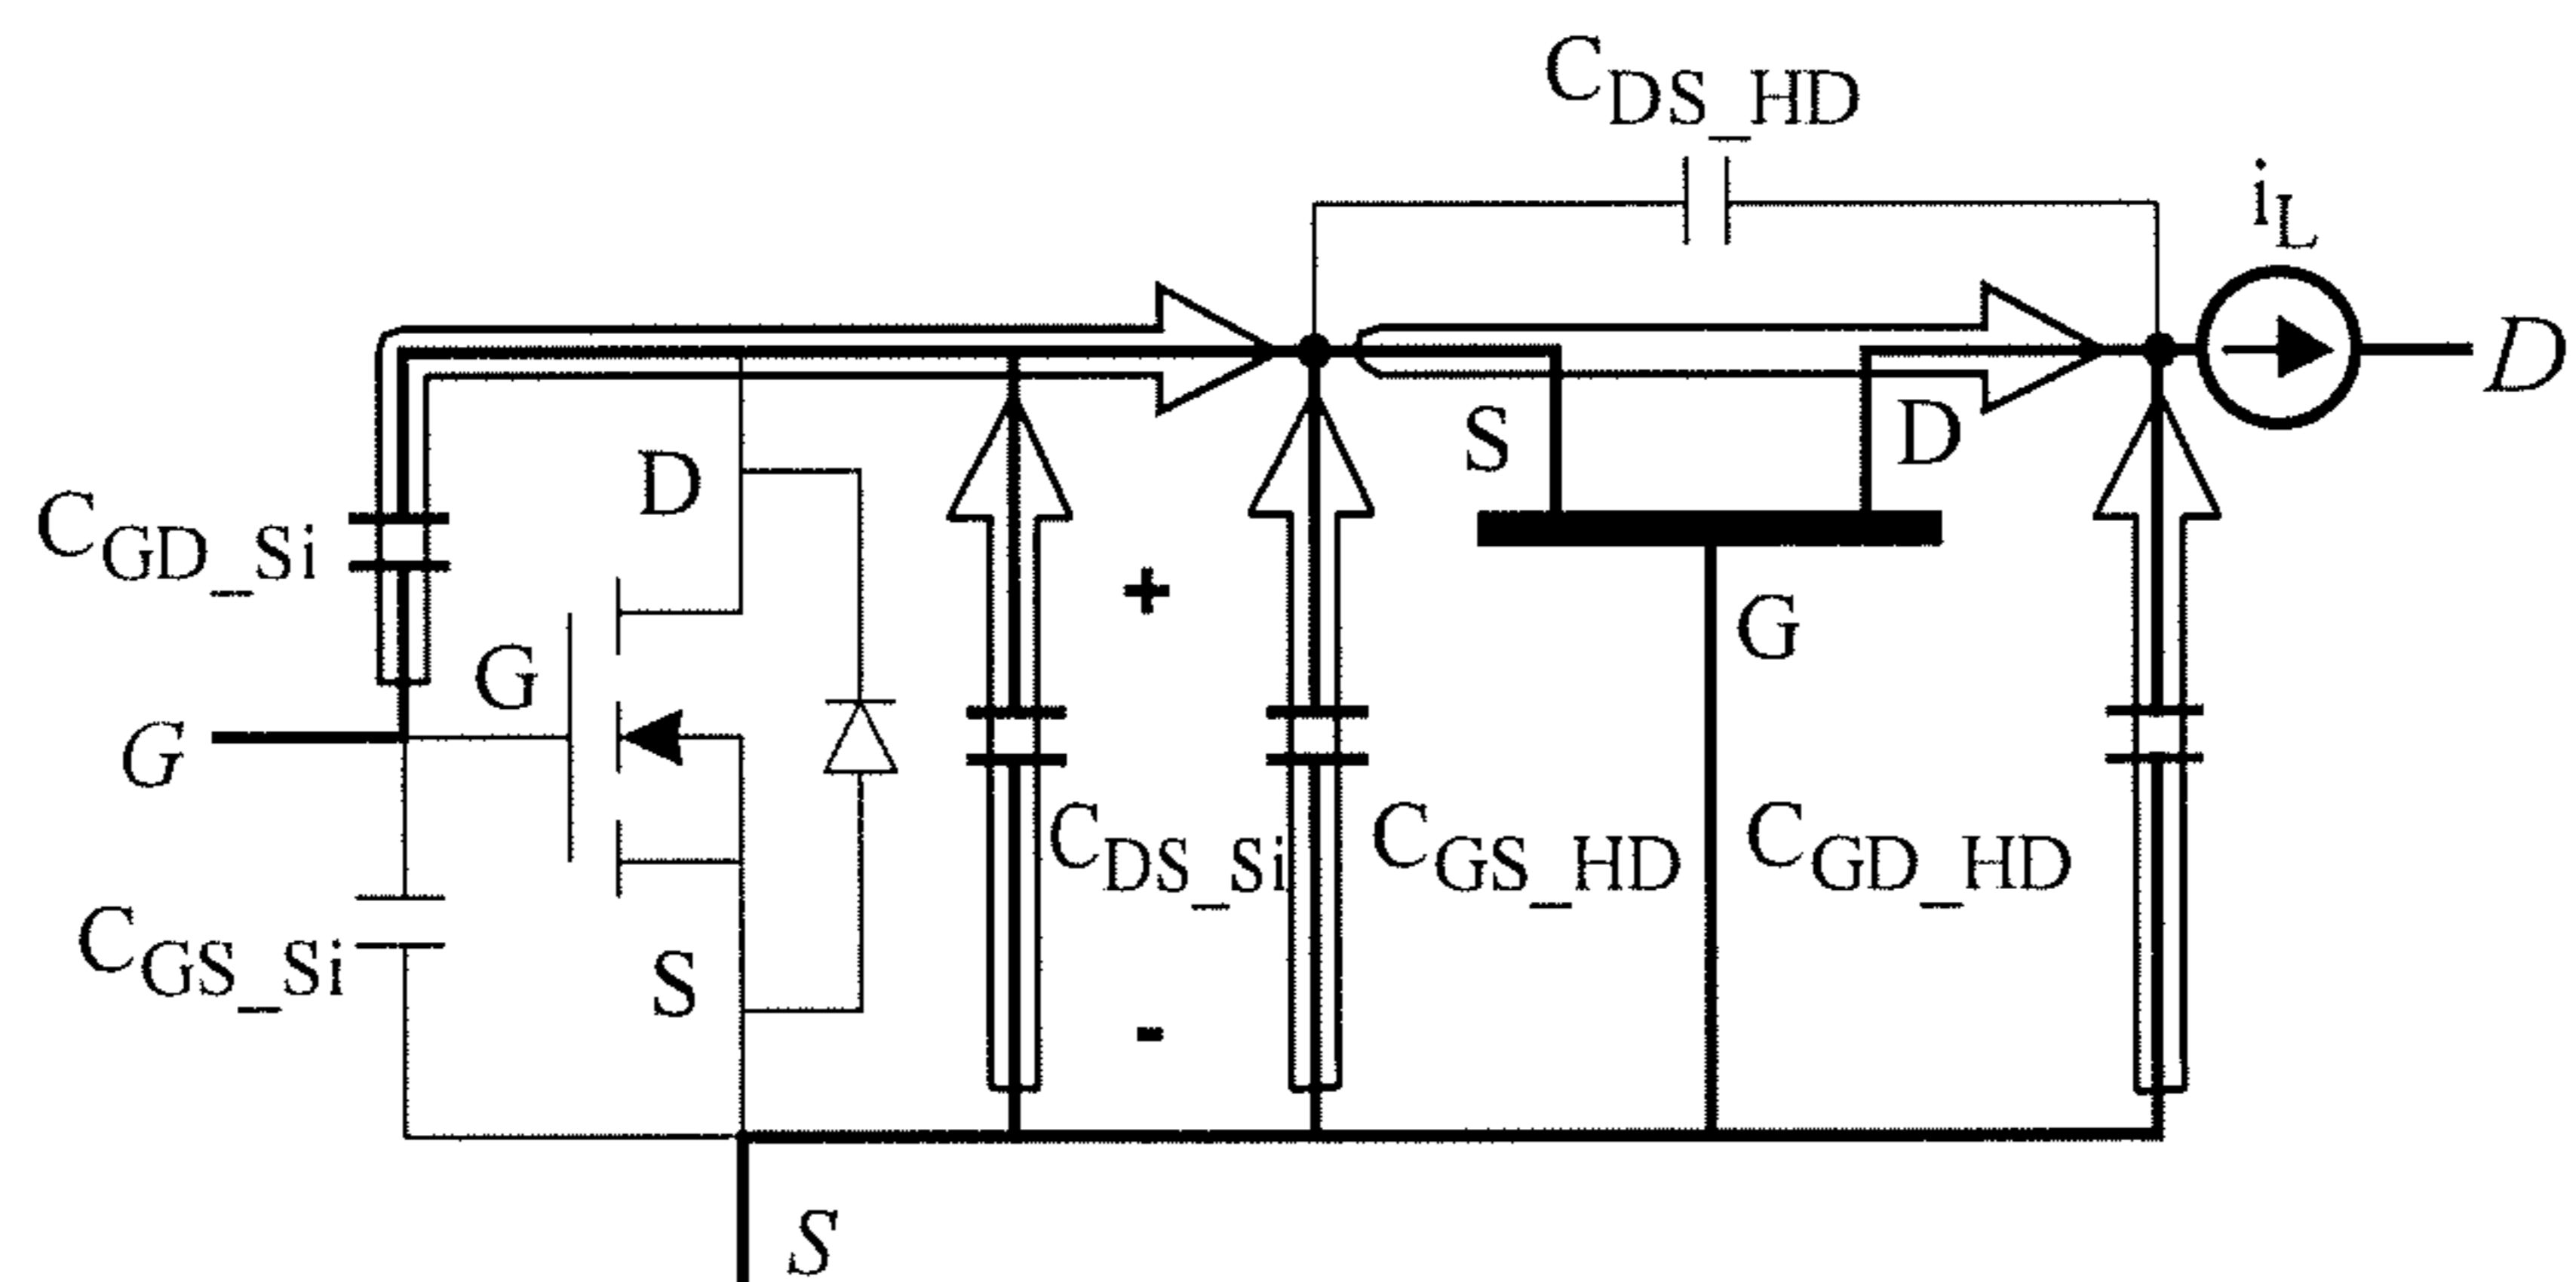 C_DS_HD
i_L
D
S
D
D
C_GD_Si
+
G
G
G
C_DS_Si
C_GS_HD
C_GD_HD
C_GS_Si
S
-
S